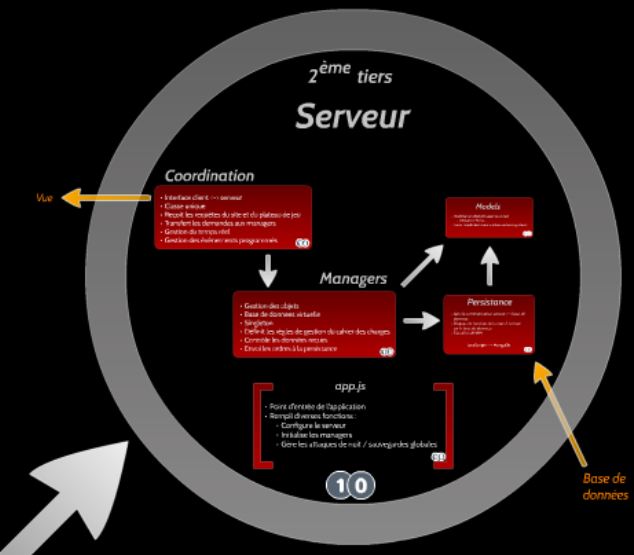 2ème tiers
Serveur
Coordination
Vue
• Interface client <-> serveur
• Classe unique
• Reçoit les requêtes du site et du plateau de jeu
• Transfert les demandes aux managers
• Gestion du temps réel
• Gestion des événements programmés
Models
Managers
• Gestion des objets
• Base de données virtuelle
• Singleton
• Définit les règles de gestion du cahier des charges
• Contrôle les données reçues
• Envoi les ordres à la persistance
Persistance
app.js
• Point d'entrée de l'application
• Rempli diverses fonctions :
• Configure le serveur
• Initialise les managers
• Gère les attaques de nuit / sauvegardes globales
10
Base de
données